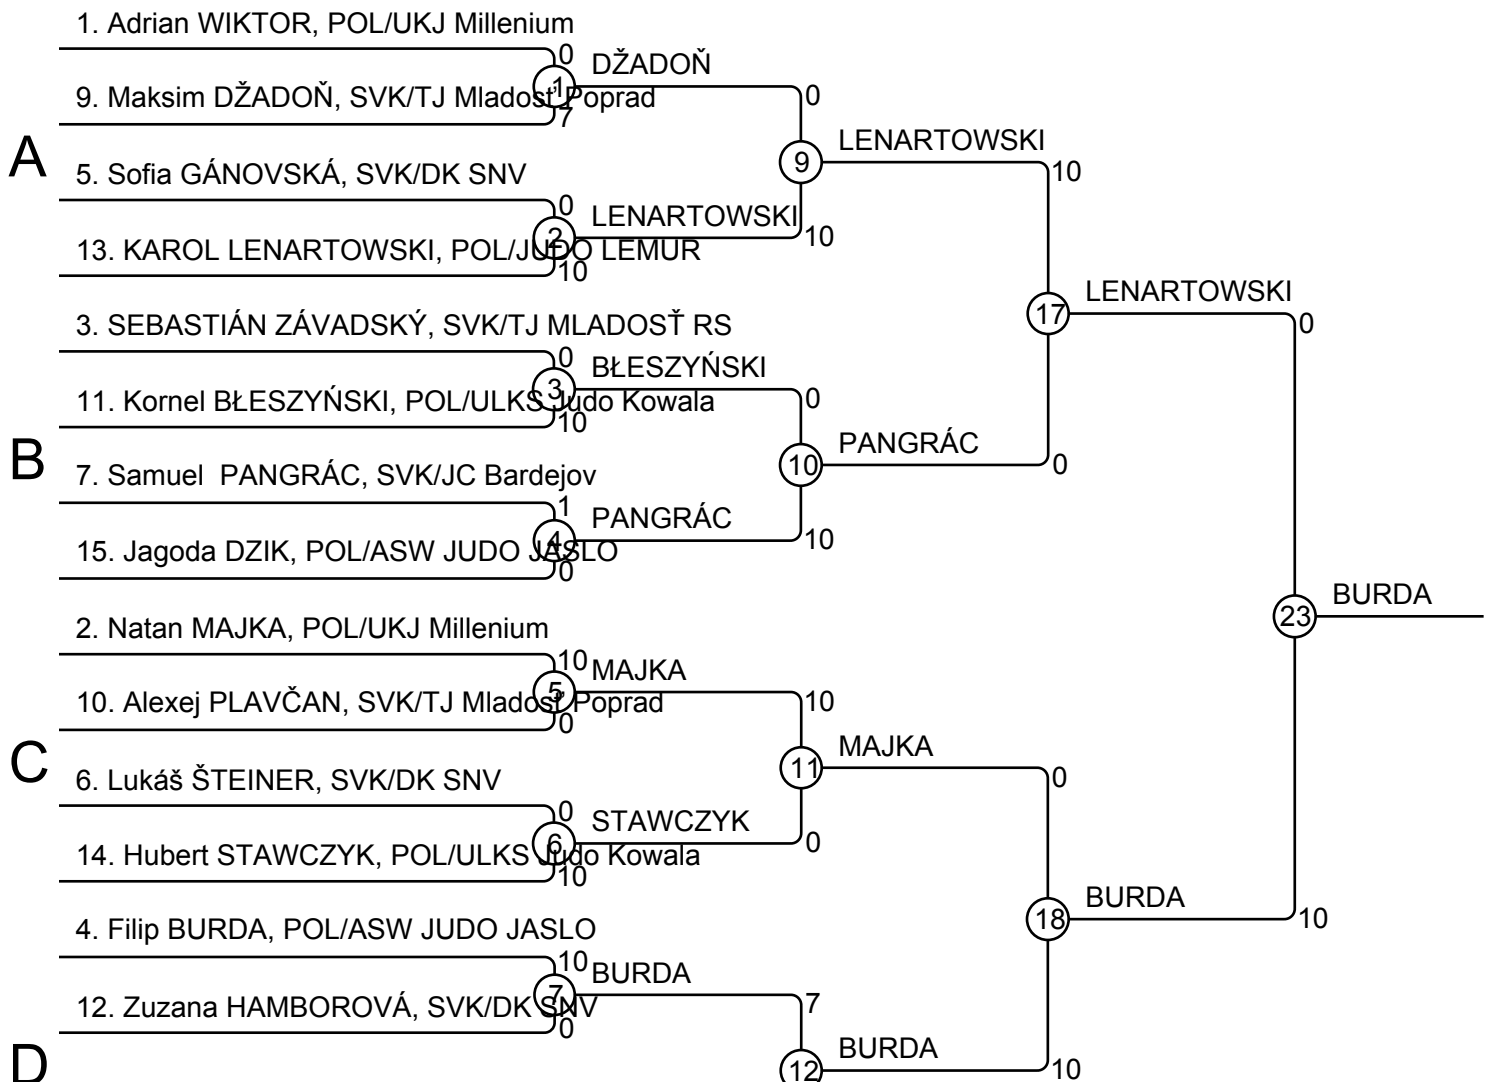 1. Adrian WIKTOR, POL/UKJ Millenium
0
DŽADOŇ
1
0
9. Maksim DŽADOŇ, SVK/TJ Mladosť Poprad
7
LENARTOWSKI
A
9
10
5. Sofia GÁNOVSKÁ, SVK/DK SNV
0
LENARTOWSKI
2
10
13. KAROL LENARTOWSKI, POL/JUDO LEMUR
10
LENARTOWSKI
17
0
3. SEBASTIÁN ZÁVADSKÝ, SVK/TJ MLADOSŤ RS
0
BŁESZYŃSKI
3
0
11. Kornel BŁESZYŃSKI, POL/ULKS Judo Kowala
10
PANGRÁC
B
10
0
7. Samuel  PANGRÁC, SVK/JC Bardejov
1
PANGRÁC
4
10
15. Jagoda DZIK, POL/ASW JUDO JASLO
0
BURDA
23
2. Natan MAJKA, POL/UKJ Millenium
10
MAJKA
5
10
10. Alexej PLAVČAN, SVK/TJ Mladosť Poprad
0
MAJKA
C
11
0
6. Lukáš ŠTEINER, SVK/DK SNV
0
STAWCZYK
6
0
14. Hubert STAWCZYK, POL/ULKS Judo Kowala
10
BURDA
18
10
4. Filip BURDA, POL/ASW JUDO JASLO
10
BURDA
7
7
12. Zuzana HAMBOROVÁ, SVK/DK SNV
0
BURDA
D
12
10